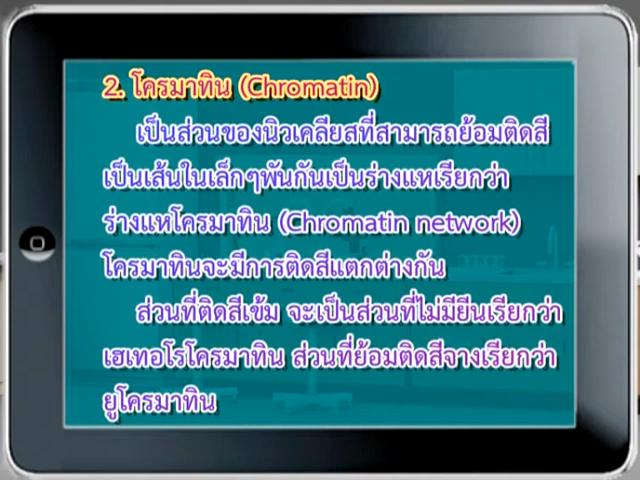 2. โครมาทิน (Chromatin)
เป็นส่วนของนิวเคลียสที่สามารถย้อมติดสี
เป็นเส้นในเล็กๆพันกันเป็นร่างแหเรียกว่า
ร่างแหโครมาทิน (Chromatin network)
โครมาทินจะมีการติดสีแตกต่างกัน
ส่วนที่ติดสีเข้ม จะเป็นส่วนที่ไม่มียีนเรียกว่า
เฮเทอโรโครมาทิน ส่วนที่ย้อมติดสีจางเรียกว่า
ยูโครมาทิน